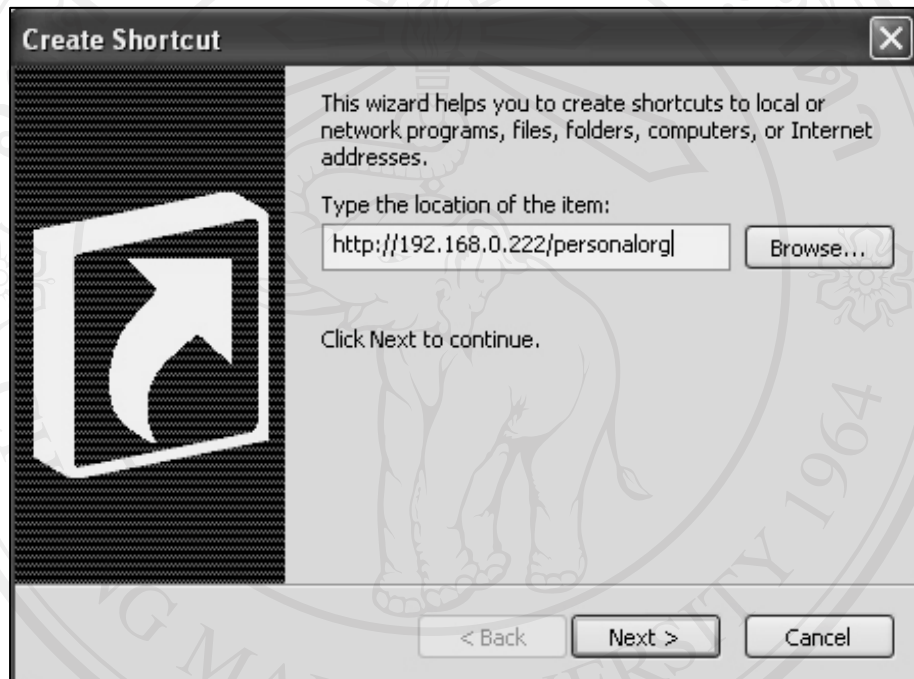 Create Shortcut
This wizard helps you to create shortcuts to local or
network programs, files, folders, computers, or Internet
addresses.
Type the location of the item:
http://192.168.0.222/personalorg
Browse...
Click Next to continue.
< Back
Next >
Cancel
UNIVERSITY 1964